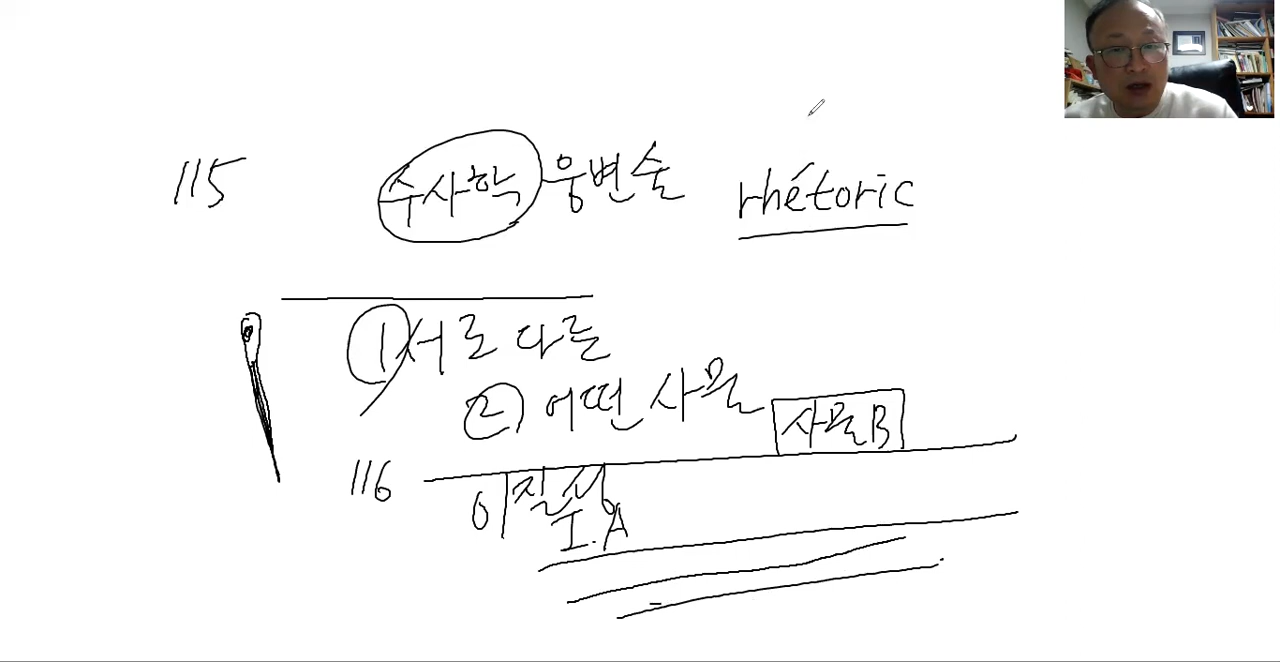 115 수사학 웅변술 rhétoric
① 서로 다른
② 어떤 사물 사물B
116 이질성
I.A